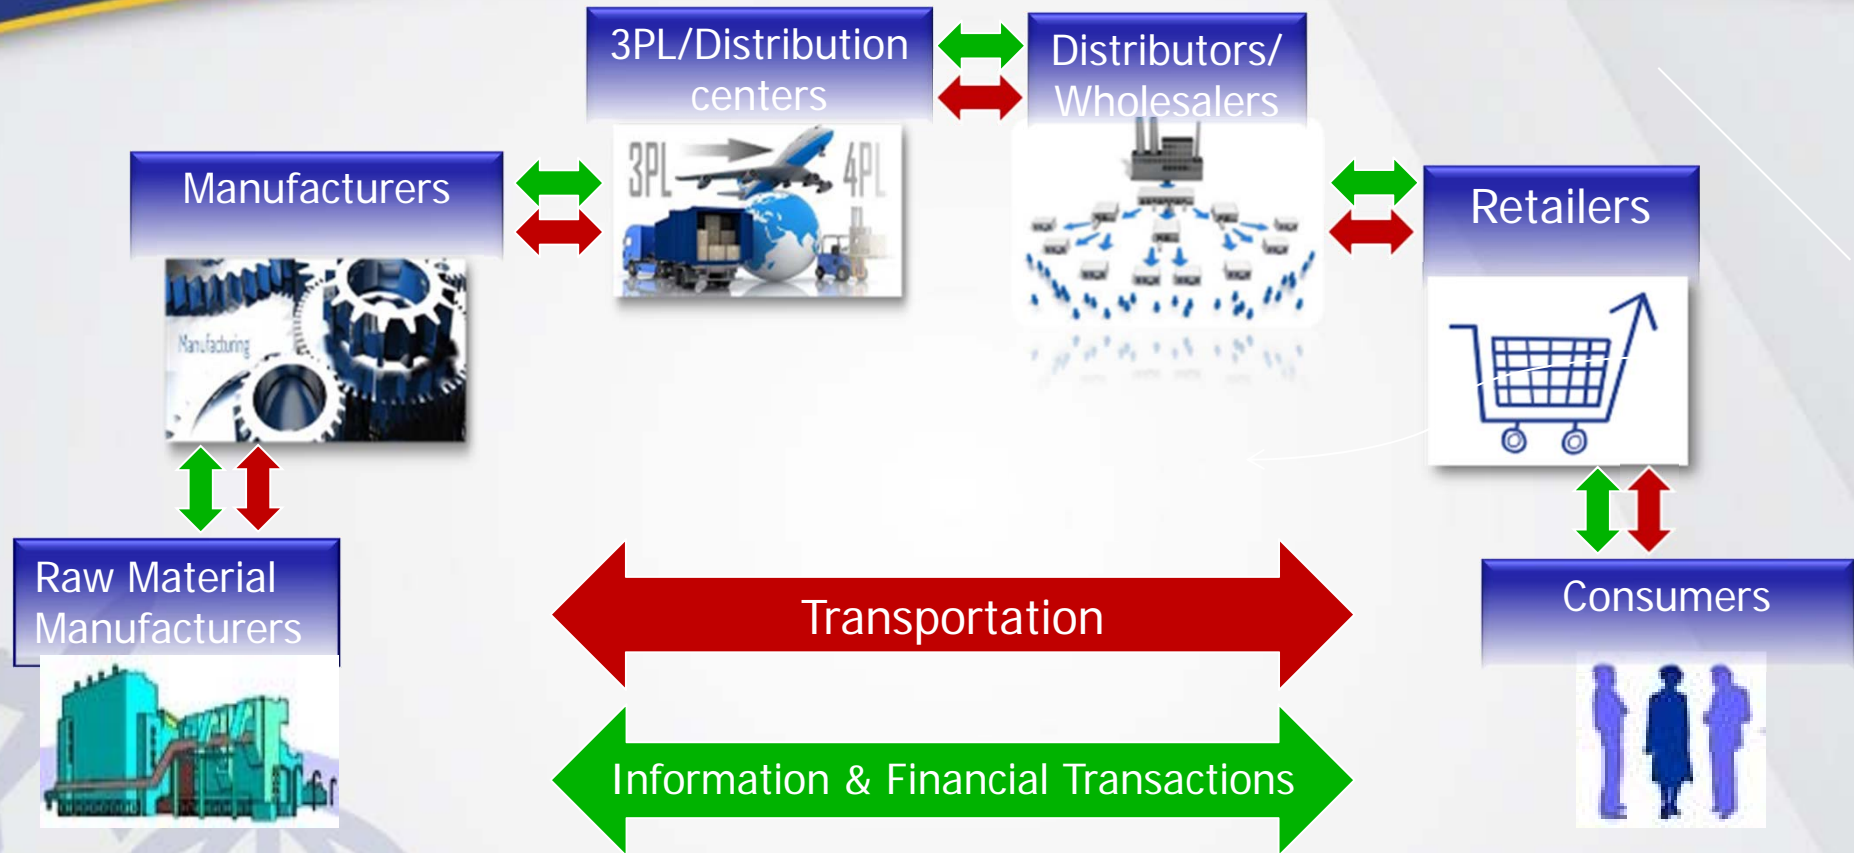 3PL/Distribution
centers
Distributors/
Wholesalers
Manufacturers
3PL
4PL
Retailers
Manufacturing
Raw Material
Manufacturers
Transportation
Consumers
Information & Financial Transactions